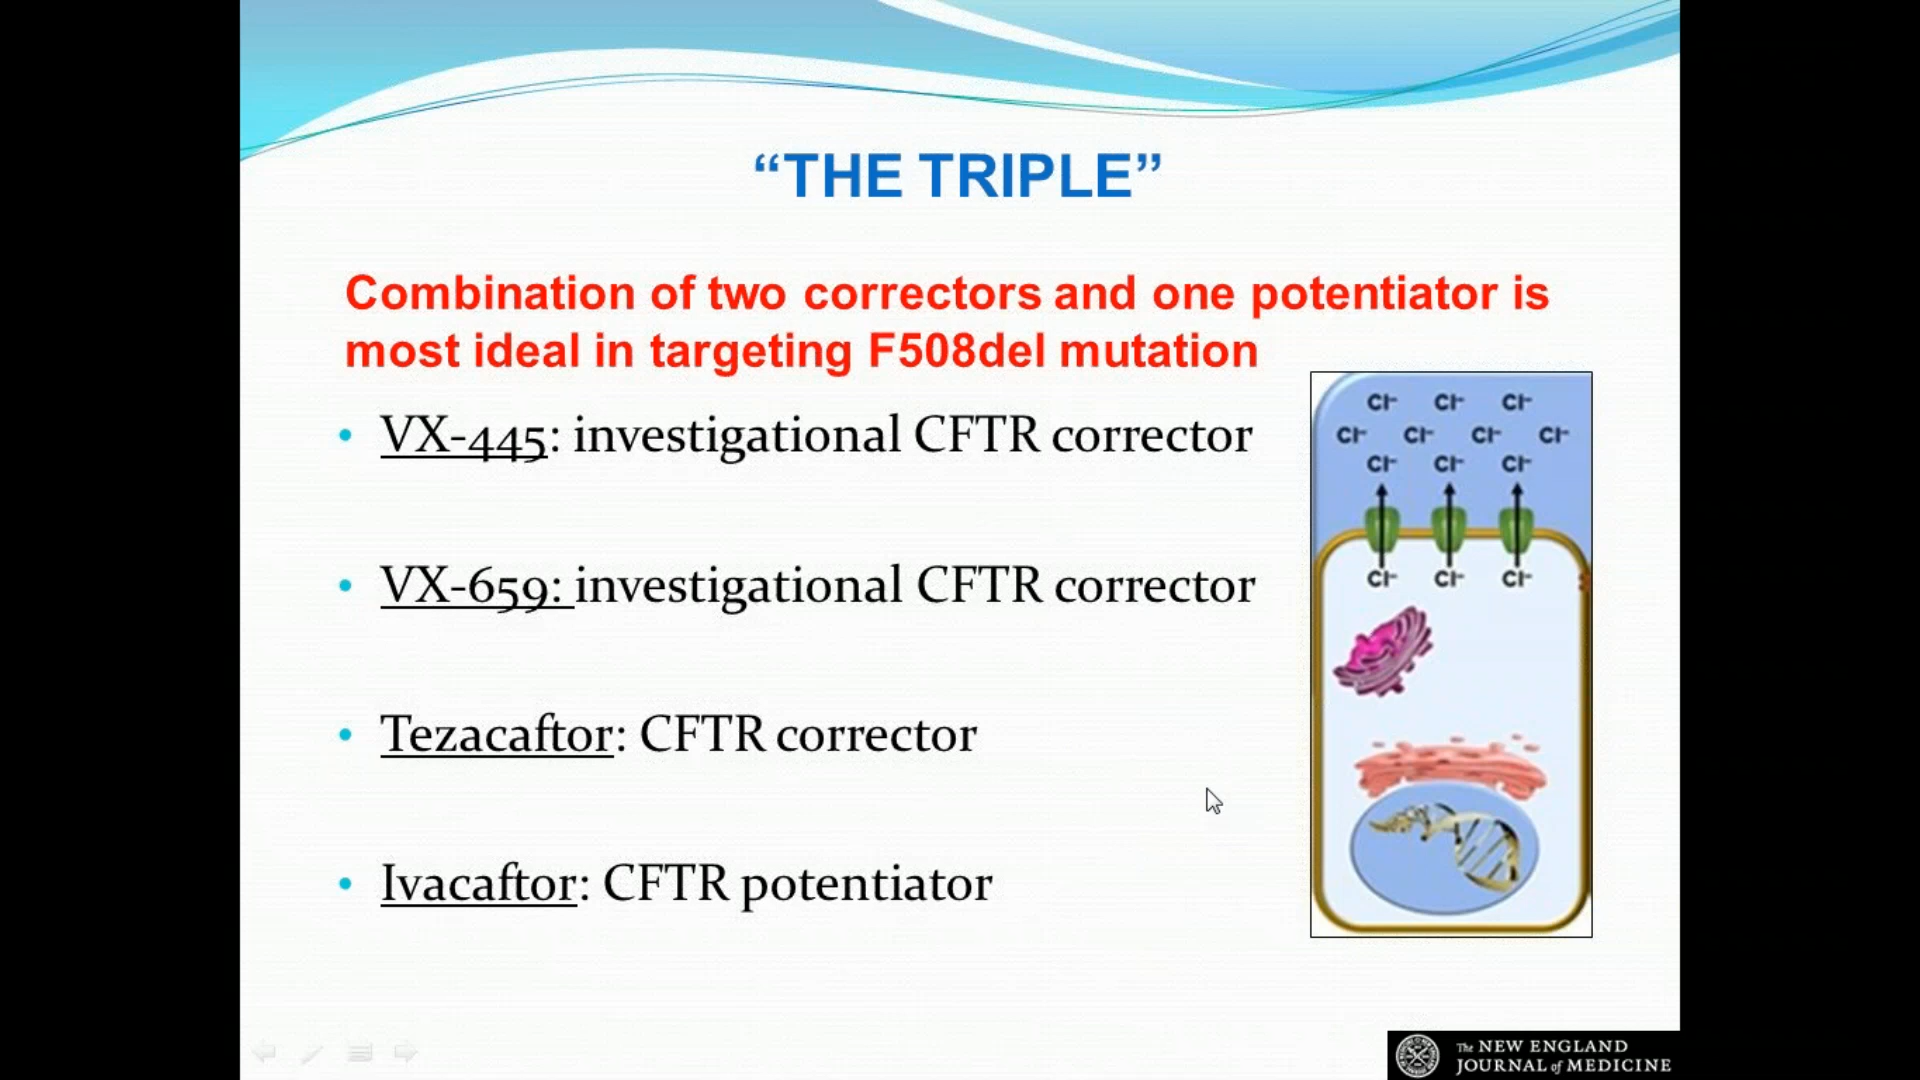 “THE TRIPLE”
Combination of two correctors and one potentiator is
most ideal in targeting F508del mutation
• VX-445: investigational CFTR corrector
• VX-659: investigational CFTR corrector
• Tezacaftor: CFTR corrector
• Ivacaftor: CFTR potentiator
Cl- Cl- Cl-
Cl- Cl- Cl- Cl-
Cl- Cl- Cl-
Cl- Cl- Cl-
The NEW ENGLAND
JOURNAL of MEDICINE